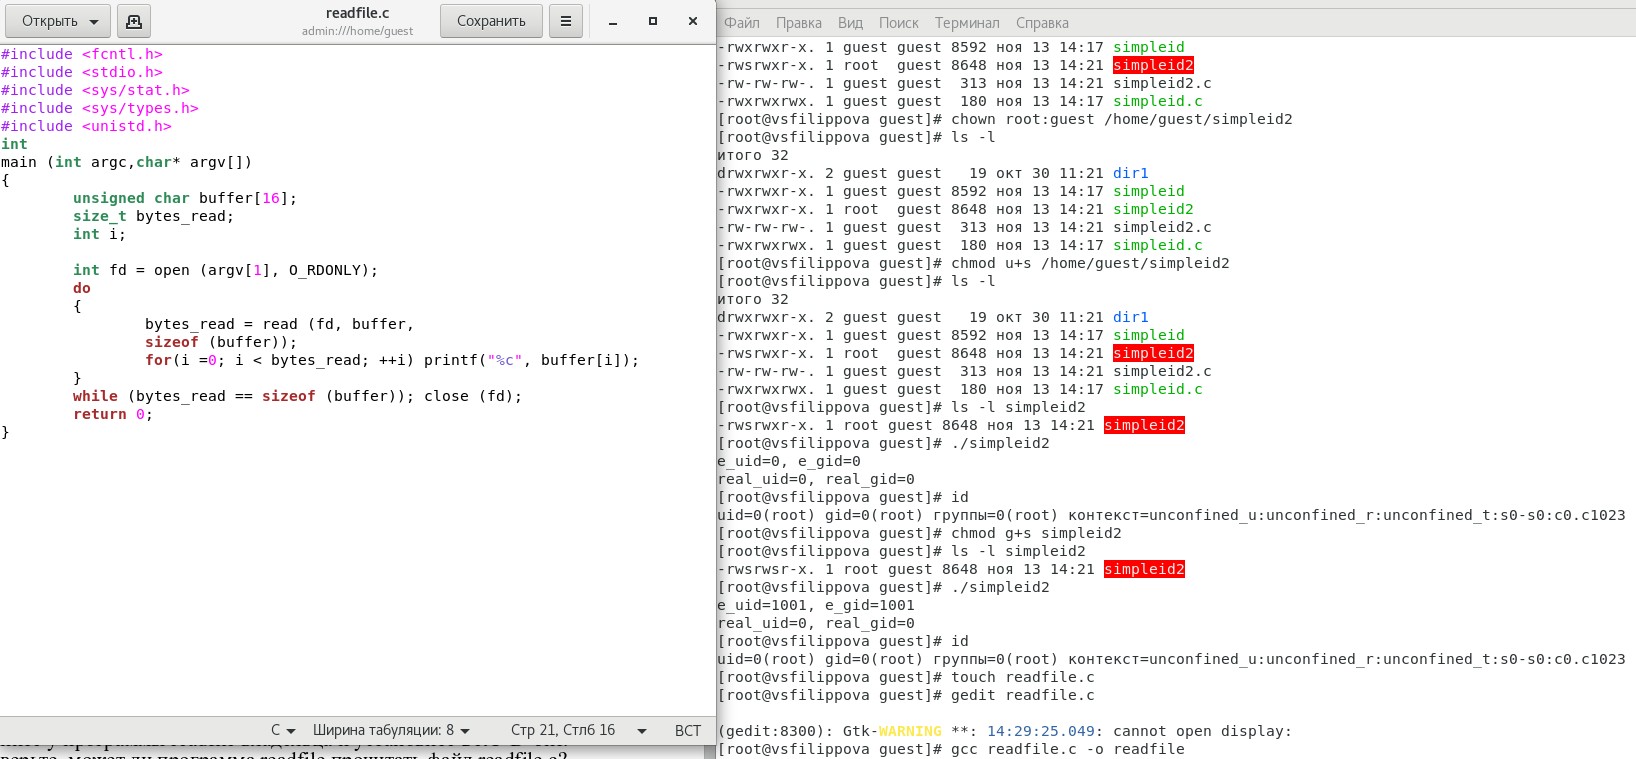 Открыть
readfile.c
admin:///home/guest
Сохранить
#include <fcntl.h>
#include <stdio.h>
#include <sys/stat.h>
#include <sys/types.h>
#include <unistd.h>
int
main (int argc,char* argv[])
{
unsigned char buffer[16];
size_t bytes_read;
int i;
int fd = open (argv[1], O_RDONLY);
do
{
bytes_read = read (fd, buffer,
sizeof (buffer));
for(i =0; i < bytes_read; ++i) printf("%c", buffer[i]);
}
while (bytes_read == sizeof (buffer)); close (fd);
return 0;
}
C Ширина табуляции: 8 Стр 21, Стлб 16 ВСТ
может ли программа readfile прочитать файл readfile.c?
Файл Правка Вид Поиск Терминал Справка
-rwxrwxr-x. 1 guest guest 8592 ноя 13 14:17 simpleid
-rwsrwxr-x. 1 root  guest 8648 ноя 13 14:21 simpleid2
-rw-rw-rw-. 1 guest guest  313 ноя 13 14:21 simpleid2.c
-rwxrwxrwx. 1 guest guest  180 ноя 13 14:17 simpleid.c
[root@vsfilippova guest]# chown root:guest /home/guest/simpleid2
[root@vsfilippova guest]# ls -l
итого 32
drwxrwxr-x. 2 guest guest   19 окт 30 11:21 dir1
-rwxrwxr-x. 1 guest guest 8592 ноя 13 14:17 simpleid
-rwxrwxr-x. 1 root  guest 8648 ноя 13 14:21 simpleid2
-rw-rw-rw-. 1 guest guest  313 ноя 13 14:21 simpleid2.c
-rwxrwxrwx. 1 guest guest  180 ноя 13 14:17 simpleid.c
[root@vsfilippova guest]# chmod u+s /home/guest/simpleid2
[root@vsfilippova guest]# ls -l
итого 32
drwxrwxr-x. 2 guest guest   19 окт 30 11:21 dir1
-rwxrwxr-x. 1 guest guest 8592 ноя 13 14:17 simpleid
-rwsrwxr-x. 1 root  guest 8648 ноя 13 14:21 simpleid2
-rw-rw-rw-. 1 guest guest  313 ноя 13 14:21 simpleid2.c
-rwxrwxrwx. 1 guest guest  180 ноя 13 14:17 simpleid.c
[root@vsfilippova guest]# ls -l simpleid2
-rwsrwxr-x. 1 root guest 8648 ноя 13 14:21 simpleid2
[root@vsfilippova guest]# ./simpleid2
e_uid=0, e_gid=0
real_uid=0, real_gid=0
[root@vsfilippova guest]# id
uid=0(root) gid=0(root) группы=0(root) контекст=unconfined_u:unconfined_r:unconfined_t:s0-s0:c0.c1023
[root@vsfilippova guest]# chmod g+s simpleid2
[root@vsfilippova guest]# ls -l simpleid2
-rwsrwsr-x. 1 root guest 8648 ноя 13 14:21 simpleid2
[root@vsfilippova guest]# ./simpleid2
e_uid=1001, e_gid=1001
real_uid=0, real_gid=0
[root@vsfilippova guest]# id
uid=0(root) gid=0(root) группы=0(root) контекст=unconfined_u:unconfined_r:unconfined_t:s0-s0:c0.c1023
[root@vsfilippova guest]# touch readfile.c
[root@vsfilippova guest]# gedit readfile.c
(gedit:8300): Gtk-WARNING **: 14:29:25.049: cannot open display:
[root@vsfilippova guest]# gcc readfile.c -o readfile